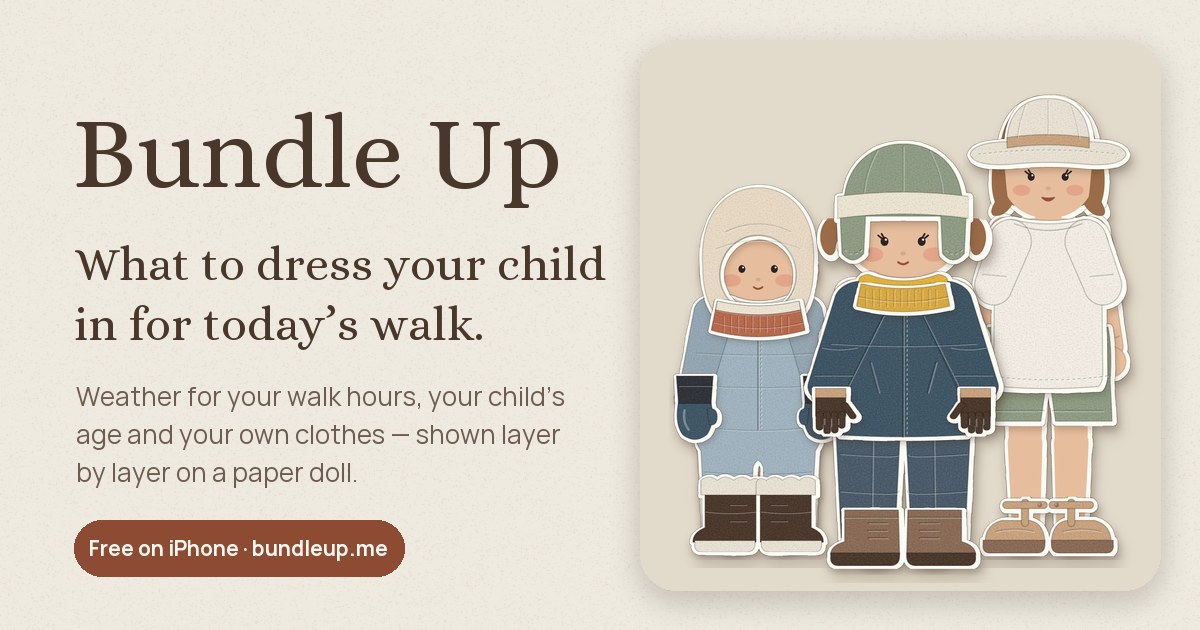 Bundle Up
What to dress your child
in for today’s walk.
Weather for your walk hours, your child's
age and your own clothes — shown layer
by layer on a paper doll.
Free on iPhone · bundleup.me